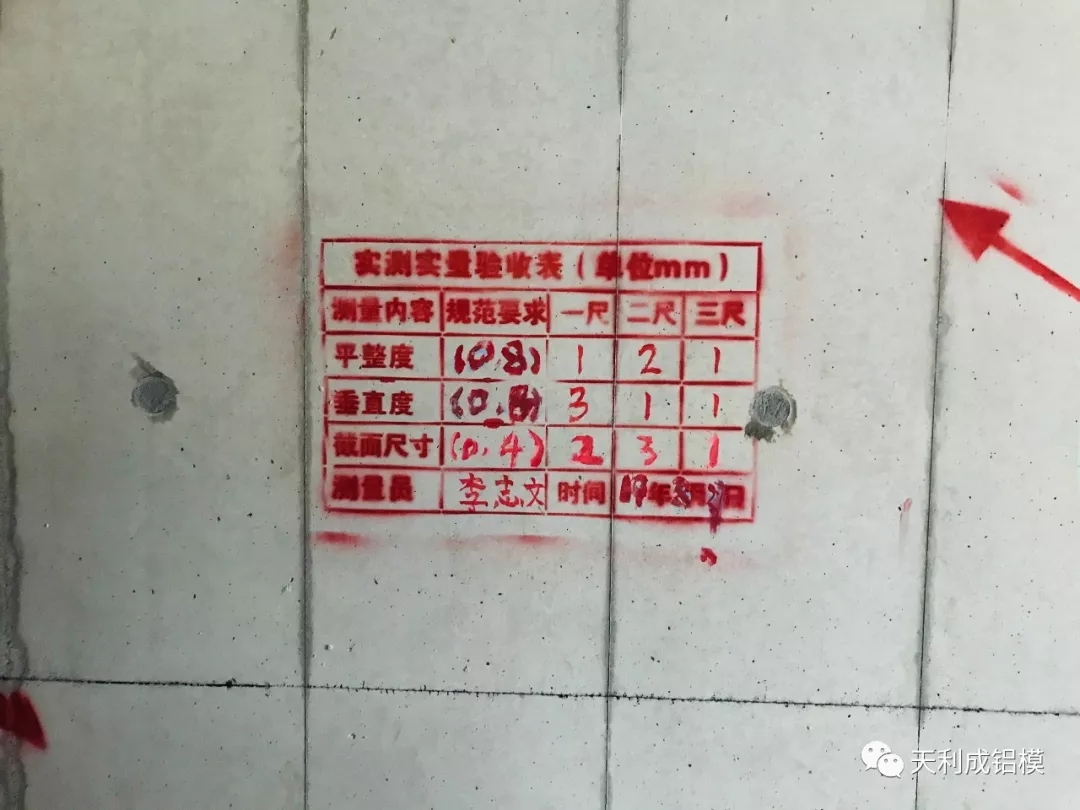 实测实量验收表（单位mm）
测量内容 规范要求 一尺 二尺 三尺
平整度 (0.8) 1 2 1
垂直度 (0.8) 3 1 1
截面尺寸 (0.4) 2 3 1
测量员 李志文 时间 年 月 日
天利成铝模